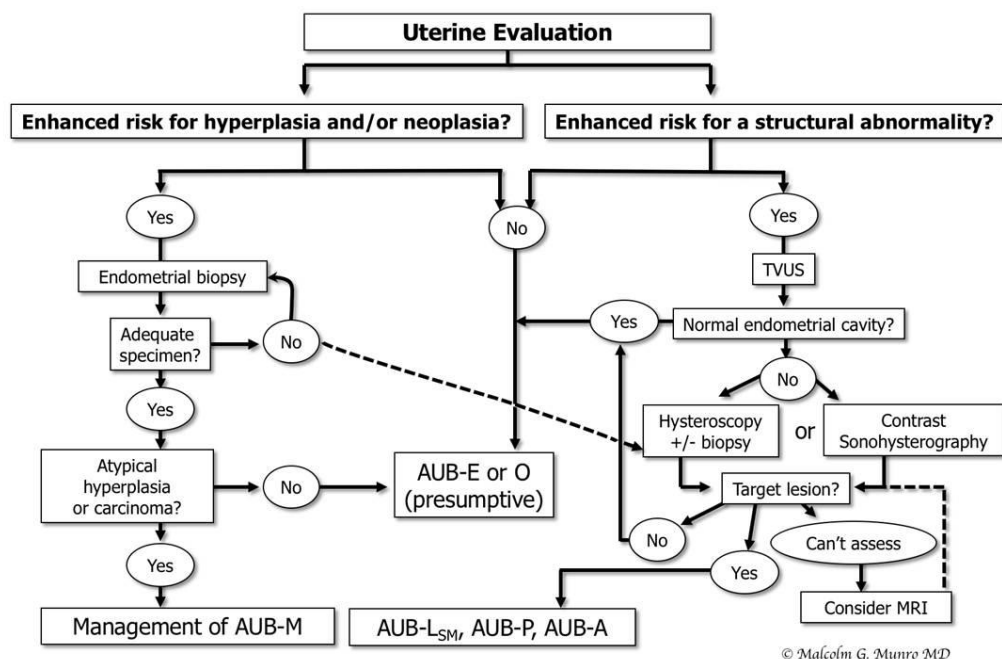 Uterine Evaluation
Enhanced risk for hyperplasia and/or neoplasia?
Enhanced risk for a structural abnormality?
Yes
No
Yes
Endometrial biopsy
TVUS
Adequate
specimen?
No
Yes
Normal endometrial cavity?
No
Yes
Hysteroscopy
+/- biopsy
or
Contrast
Sonohysterography
Atypical
hyperplasia
or carcinoma?
No
AUB-E or O
(presumptive)
Target lesion?
No
Can't assess
Yes
Yes
Consider MRI
Management of AUB-M
AUB-LSM, AUB-P, AUB-A
© Malcolm G. Munro MD